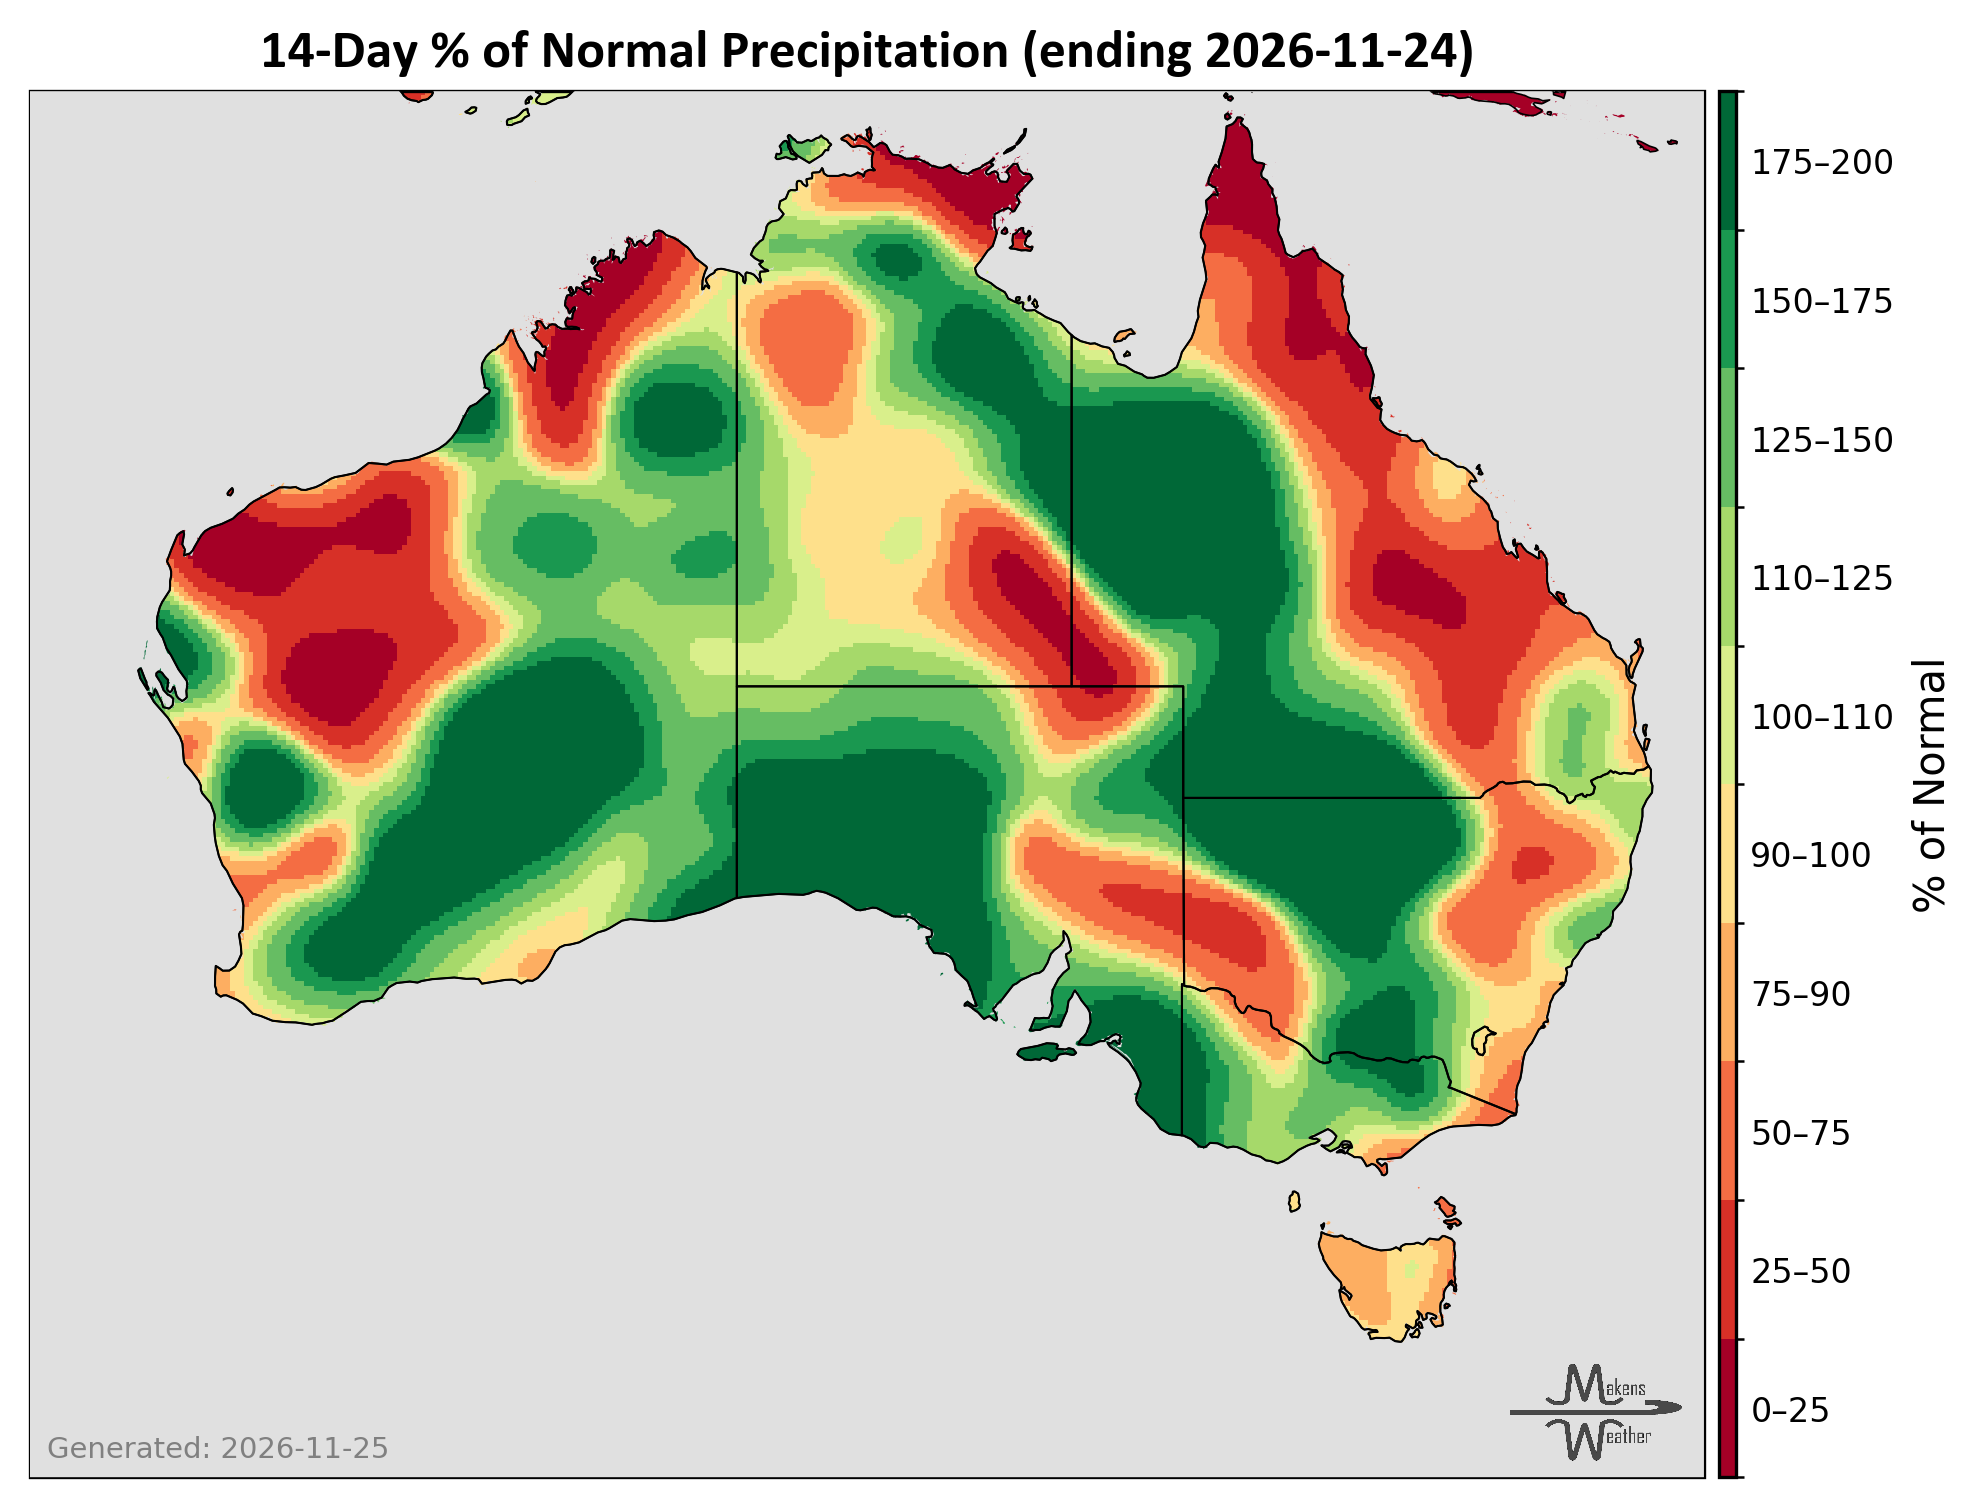 14-Day % of Normal Precipitation (ending 2026-11-24)
175–200
150–175
125–150
110–125
100–110
90–100
75–90
50–75
25–50
0–25
% of Normal
Makens
Weather
Generated: 2026-11-25